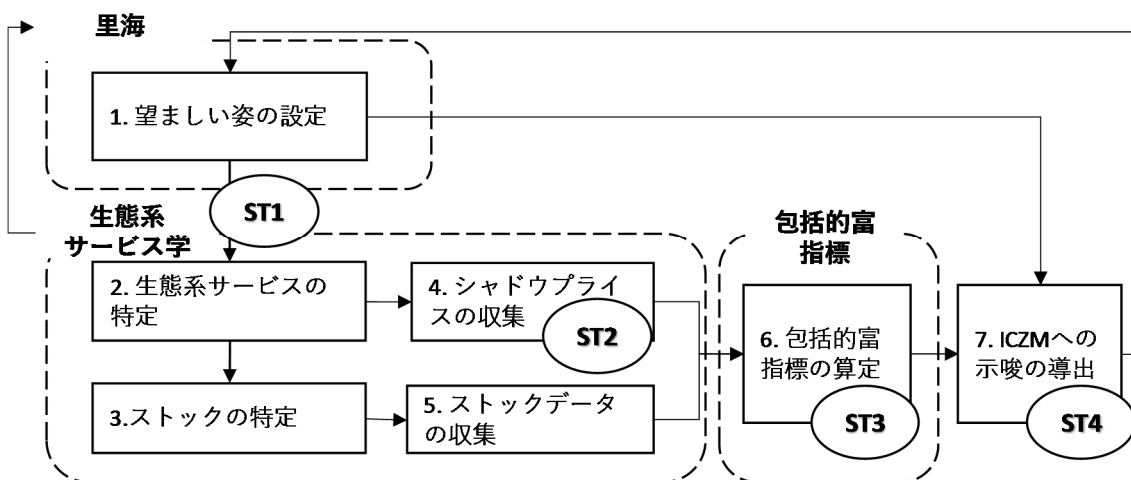 里海
1. 望ましい姿の設定
ST1
生態系
サービス学
2. 生態系サービスの
特定
4. シャドウプライ
スの収集
ST2
3.ストックの特定
5. ストックデータ
の収集
包括的富
指標
6. 包括的富
指標の算定
ST3
7. ICZMへの
示唆の導出
ST4